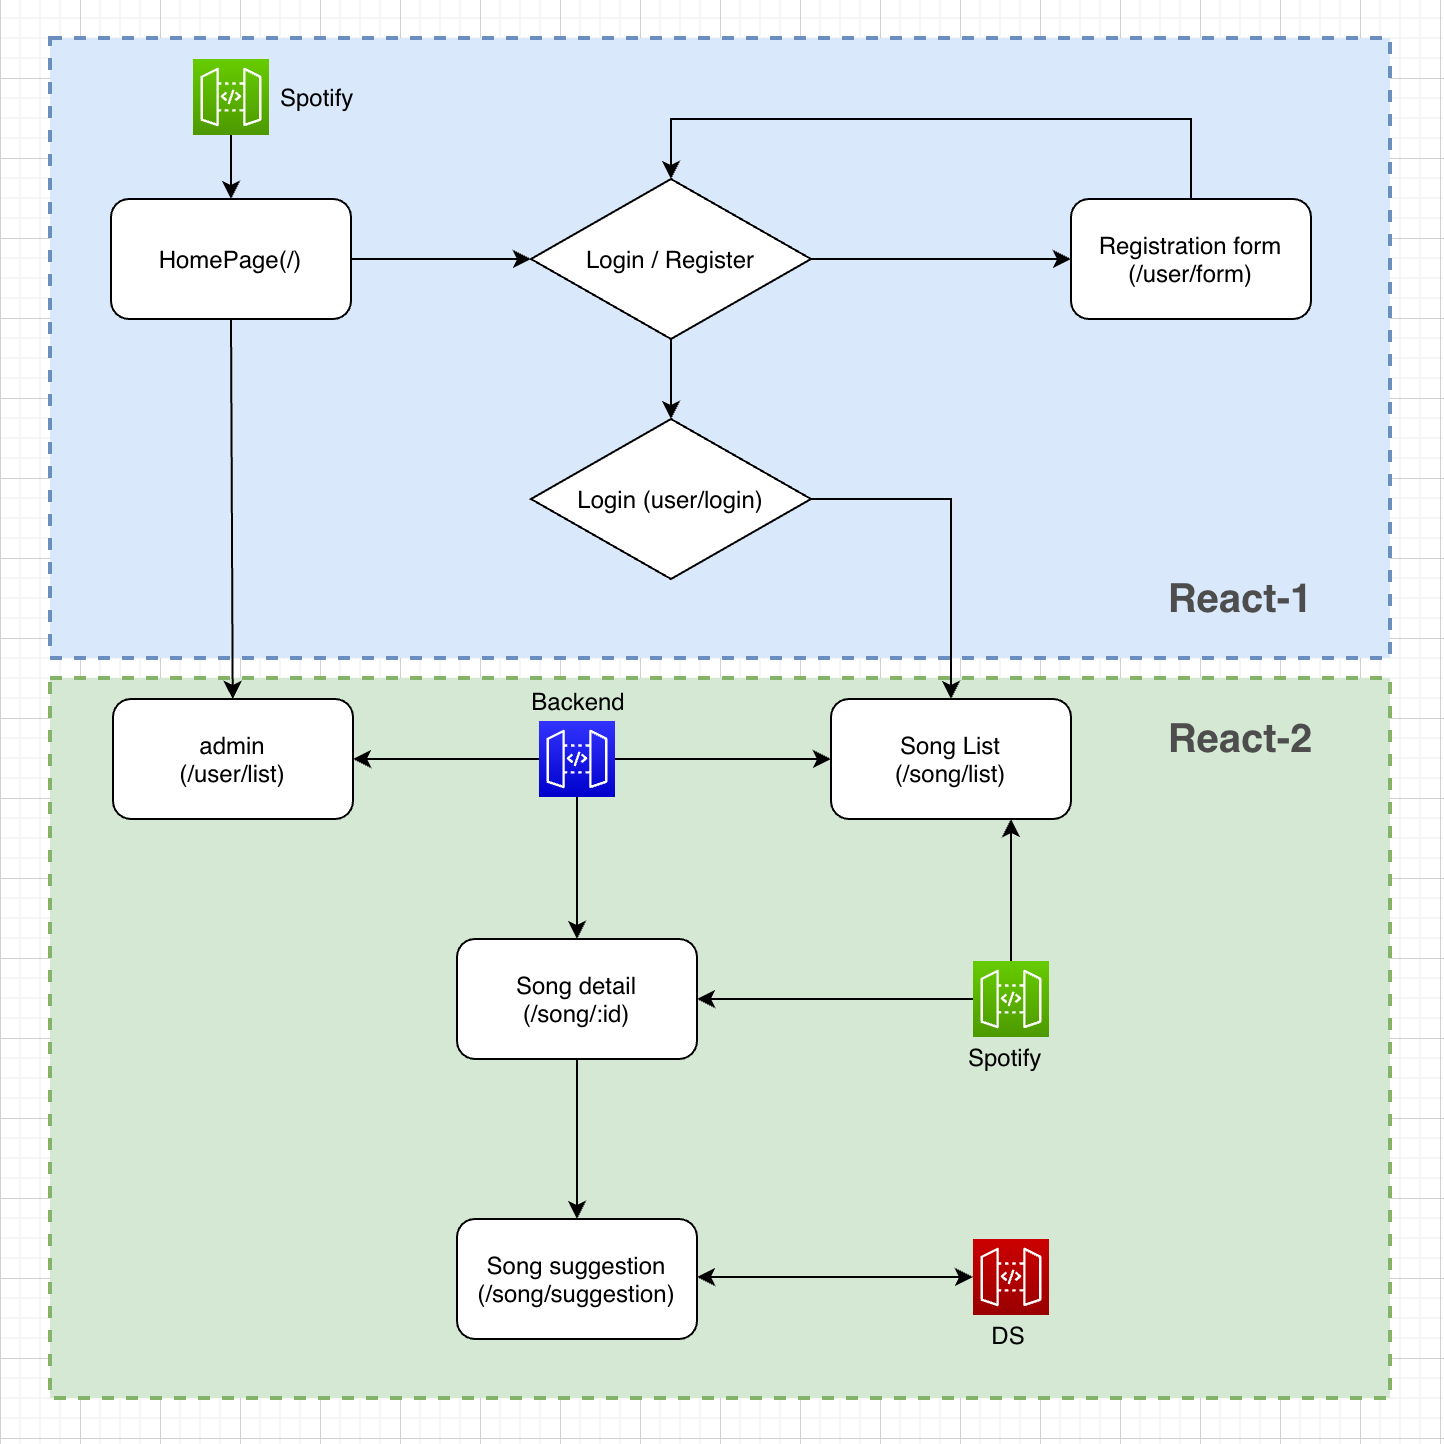 Spotify
HomePage(/)
Login / Register
Registration form
(/user/form)
Login (user/login)
React-1
React-2
Backend
admin
(/user/list)
Song List
(/song/list)
Song detail
(/song/:id)
Spotify
Song suggestion
(/song/suggestion)
DS